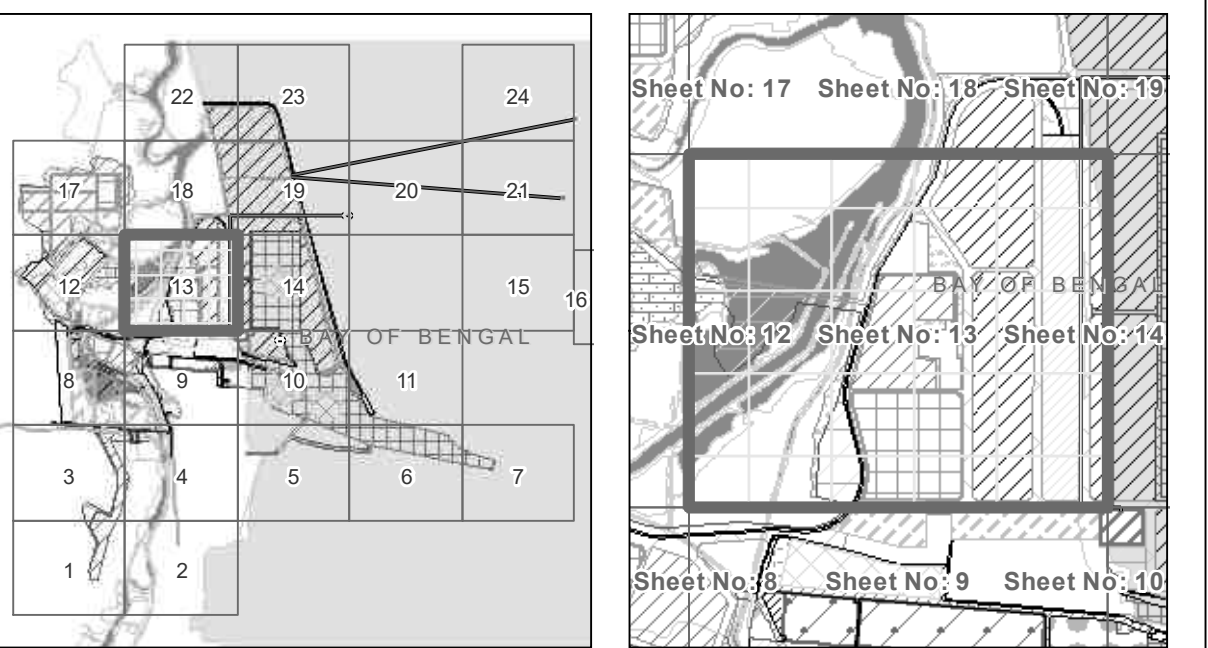 22 23 24
17 18 19 20 21
12 13 14 15 16
BAY OF BENGAL
8 9 10 11
3 4 5 6 7
1 2
Sheet No: 17 Sheet No: 18 Sheet No: 19
BAY OF BENGAL
Sheet No: 12 Sheet No: 13 Sheet No: 14
Sheet No: 8 Sheet No: 9 Sheet No: 10